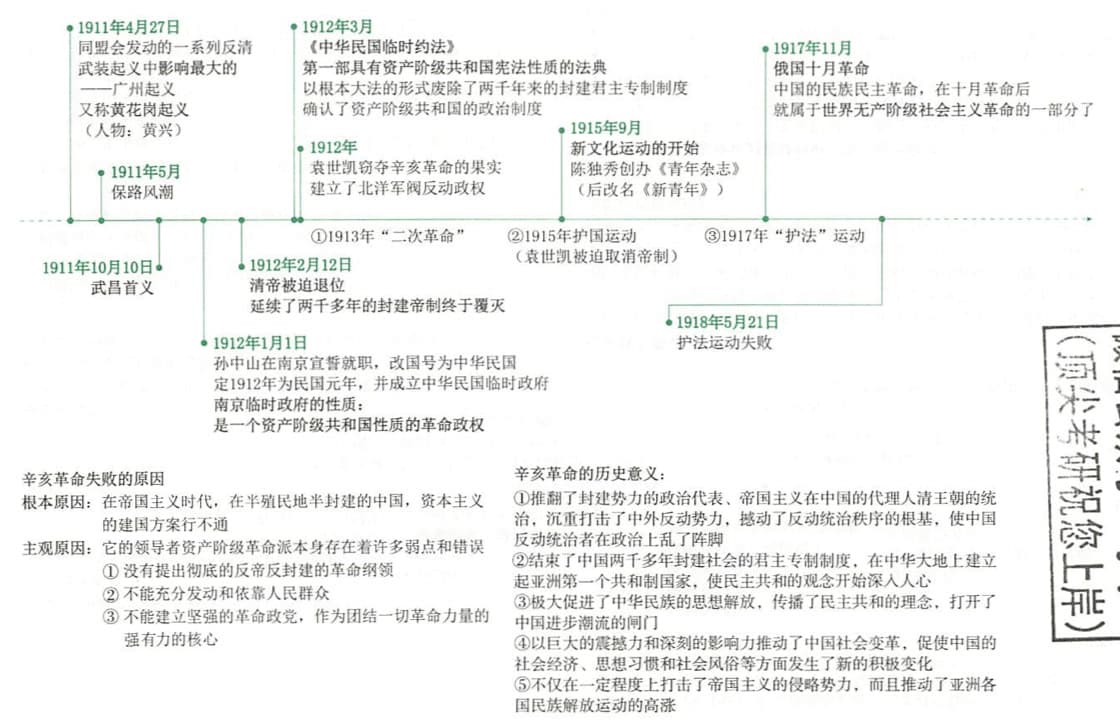 1911年4月27日
同盟会发动的一系列反清
武装起义中影响最大的
——广州起义
又称黄花岗起义
（人物：黄兴）
1911年5月
保路风潮
1912年3月
《中华民国临时约法》
第一部具有资产阶级共和国宪法性质的法典
以根本大法的形式废除了两千年来的封建君主专制制度
确认了资产阶级共和国的政治制度
1912年
袁世凯窃夺辛亥革命的果实
建立了北洋军阀反动政权
1915年9月
新文化运动的开始
陈独秀创办《青年杂志》
（后改名《新青年》）
1917年11月
俄国十月革命
中国的民族民主革命，在十月革命后
就属于世界无产阶级社会主义革命的一部分了
①1913年“二次革命”
②1915年护国运动
（袁世凯被迫取消帝制）
③1917年“护法”运动
1911年10月10日
武昌首义
1912年2月12日
清帝被迫退位
延续了两千多年的封建帝制终于覆灭
1912年1月1日
孙中山在南京宣誓就职，改国号为中华民国
定1912年为民国元年，并成立中华民国临时政府
南京临时政府的性质：
是一个资产阶级共和国性质的革命政权
1918年5月21日
护法运动失败
辛亥革命失败的原因
根本原因：在帝国主义时代，在半殖民地半封建的中国，资本主义
的建国方案行不通
主观原因：它的领导者资产阶级革命派本身存在着许多弱点和错误
① 没有提出彻底的反帝反封建的革命纲领
② 不能充分发动和依靠人民群众
③ 不能建立坚强的革命政党，作为团结一切革命力量的
强有力的核心
辛亥革命的历史意义：
①推翻了封建势力的政治代表、帝国主义在中国的代理人清王朝的统
治，沉重打击了中外反动势力，撼动了反动统治秩序的根基，使中国
反动统治者在政治上乱了阵脚
②结束了中国两千多年封建社会的君主专制制度，在中华大地上建立
起亚洲第一个共和制国家，使民主共和的观念开始深入人心
③极大促进了中华民族的思想解放，传播了民主共和的理念，打开了
中国进步潮流的闸门
④以巨大的震撼力和深刻的影响力推动了中国社会变革，促使中国的
社会经济、思想习惯和社会风俗等方面发生了新的积极变化
⑤不仅在一定程度上打击了帝国主义的侵略势力，而且推动了亚洲各
国民族解放运动的高涨
（顶尖考研祝您上岸）